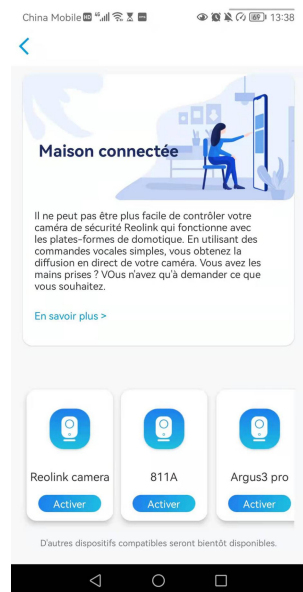 China Mobile HD 4G 69 13:38
Maison connectée
Il ne peut pas être plus facile de contrôler votre
caméra de sécurité Reolink qui fonctionne avec
les plates-formes de domotique. En utilisant des
commandes vocales simples, vous obtenez la
diffusion en direct de votre caméra. Vous avez les
mains prises ? VOus n'avez qu'à demander ce que
vous souhaitez.
En savoir plus >
Reolink camera 811A Argus3 pro
Activer Activer Activer
D'autres dispositifs compatibles seront bientôt disponibles.